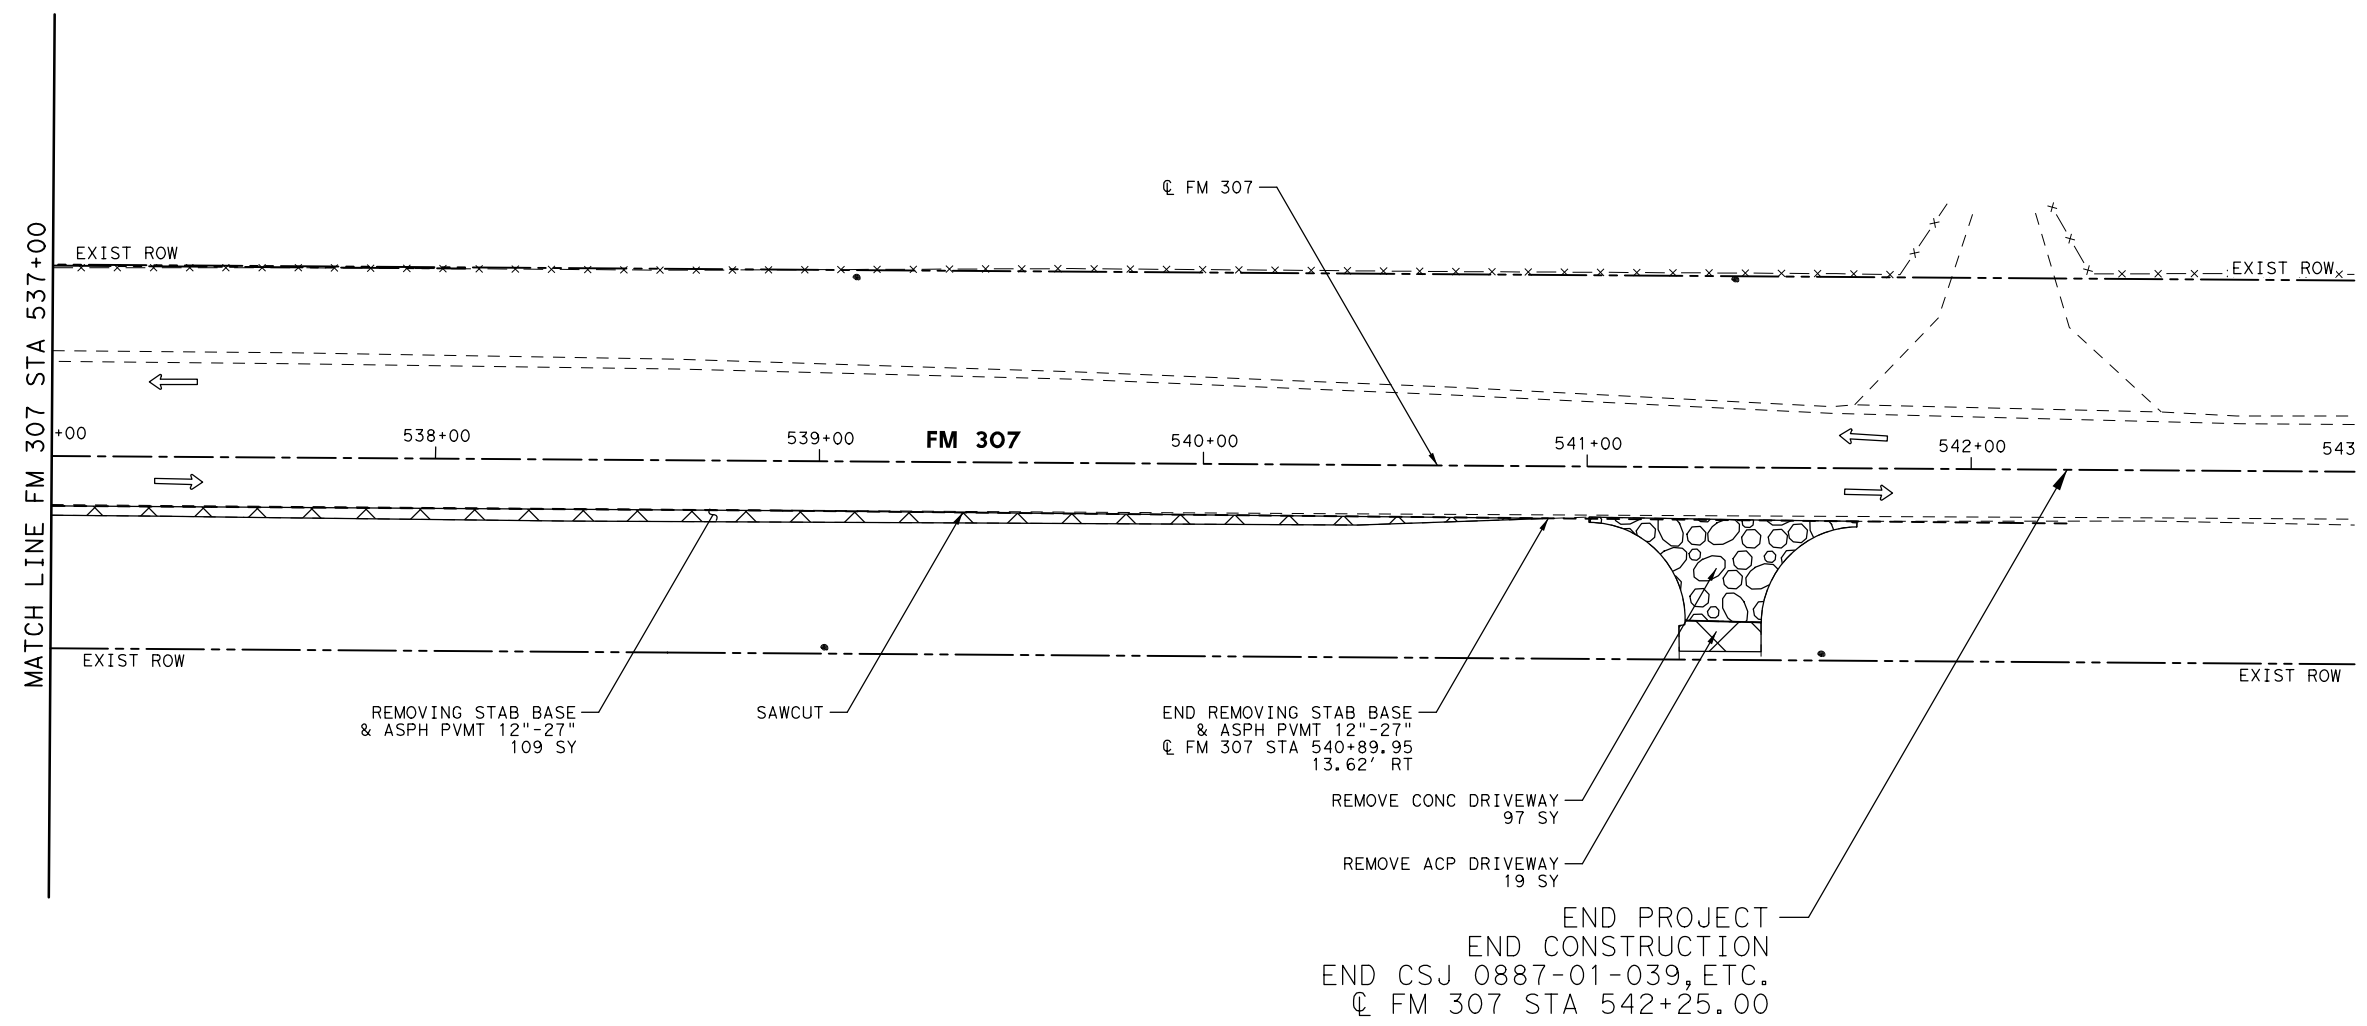 MATCH LINE FM 307 STA 537+00
℄ FM 307
EXIST ROW
EXIST ROW
+00
538+00
539+00
FM 307
540+00
541+00
542+00
543
EXIST ROW
EXIST ROW
REMOVING STAB BASE
& ASPH PVMT 12"-27"
109 SY
SAWCUT
END REMOVING STAB BASE
& ASPH PVMT 12"-27"
℄ FM 307 STA 540+89.95
13.62' RT
REMOVE CONC DRIVEWAY
97 SY
REMOVE ACP DRIVEWAY
19 SY
END PROJECT
END CONSTRUCTION
END CSJ 0887-01-039,ETC.
℄ FM 307 STA 542+25.00